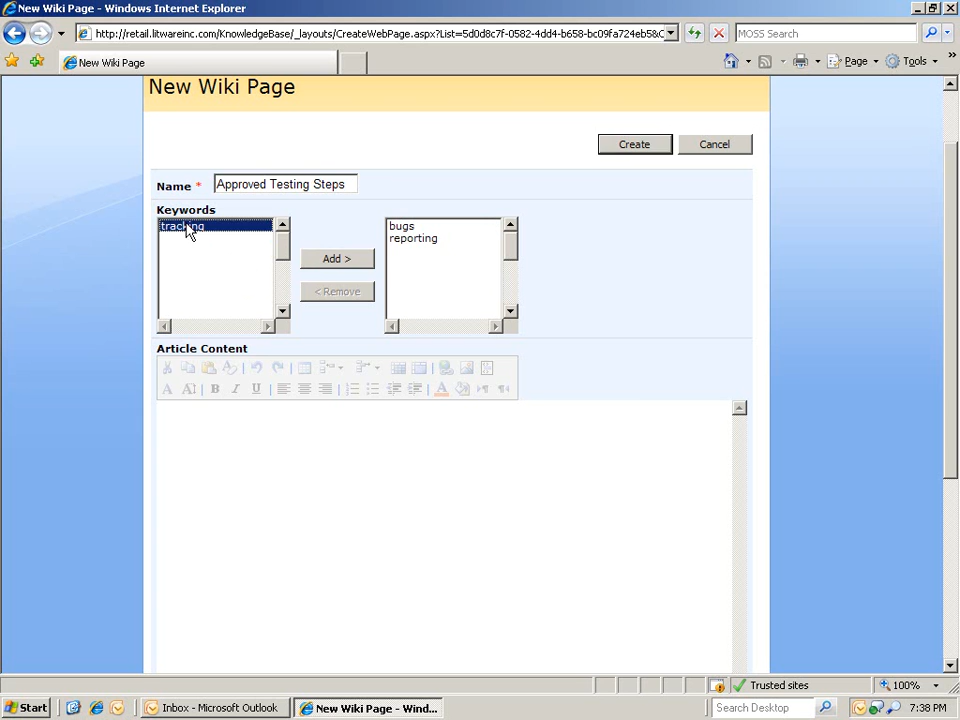 New Wiki Page - Windows Internet Explorer
http://retail.litwareinc.com/KnowledgeBase/_layouts/CreateWebPage.aspx?List=5d0d8c7f-0582-4dd4-b658-bc09fa724eb5&C
MOSS Search
New Wiki Page
Page
Tools
New Wiki Page
Create
Cancel
Name *
Approved Testing Steps
Keywords
tracking
bugs
reporting
Add >
< Remove
Article Content
Trusted sites
100%
Start
Inbox - Microsoft Outlook
New Wiki Page - Wind...
Search Desktop
7:38 PM